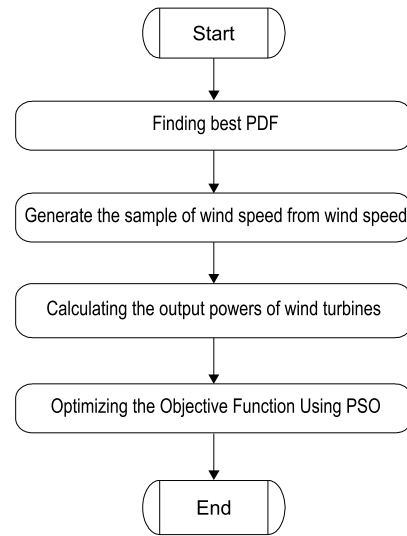 Start
Finding best PDF
Generate the sample of wind speed from wind speed
Calculating the output powers of wind turbines
Optimizing the Objective Function Using PSO
End